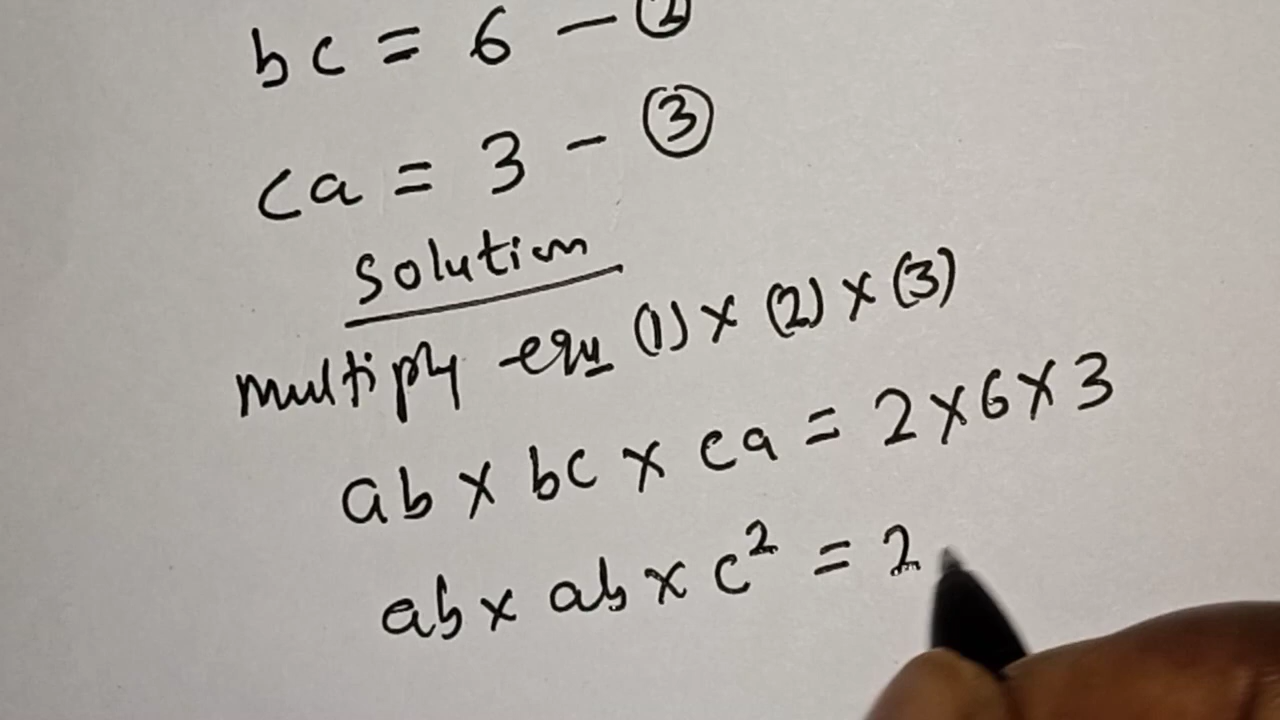 bc = 6 — ②
ca = 3 - ③
Solution
Multiply eqn (1) × (2) × (3)
ab × bc × ca = 2×6×3
ab × ab × c² = 2